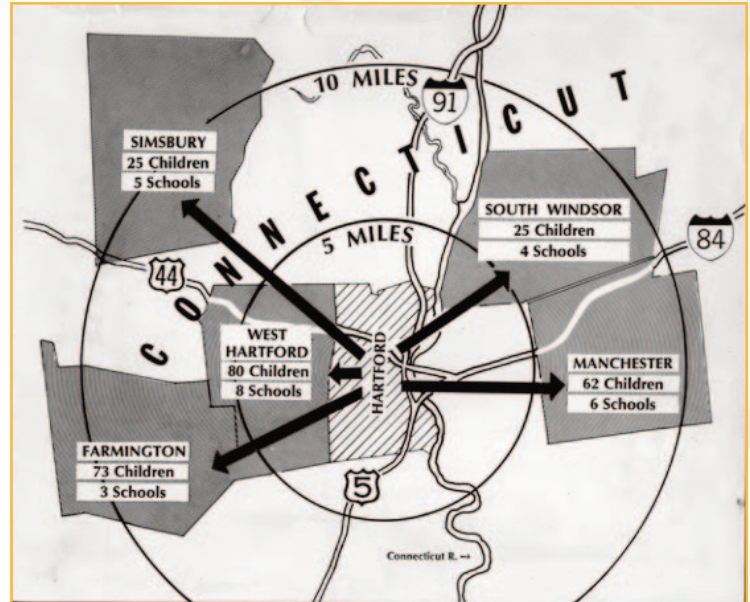 10 MILES
91
CONNECTICUT
SIMSBURY
25 Children
5 Schools
SOUTH WINDSOR
25 Children
4 Schools
5 MILES
84
44
WEST
HARTFORD
80 Children
8 Schools
HARTFORD
MANCHESTER
62 Children
6 Schools
FARMINGTON
73 Children
3 Schools
5
Connecticut R. →